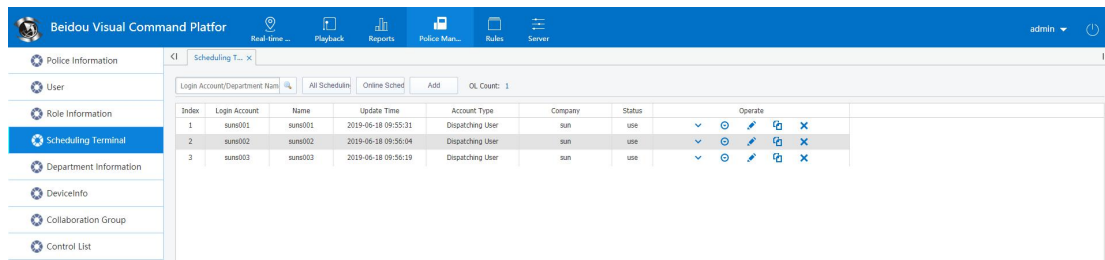 Beidou Visual Command Platfor
Real-time ... Playback Reports Police Man... Rules Server
admin
Police Information
User
Role Information
Scheduling Terminal
Department Information
DeviceInfo
Collaboration Group
Control List
Scheduling T... ×
Login Account/Department Nam All Schedulin Online Sched Add OL Count: 1
Index Login Account Name Update Time Account Type Company Status Operate
1 suns001 suns001 2019-06-18 09:55:31 Dispatching User sun use
2 suns002 suns002 2019-06-18 09:56:04 Dispatching User sun use
3 suns003 suns003 2019-06-18 09:56:19 Dispatching User sun use